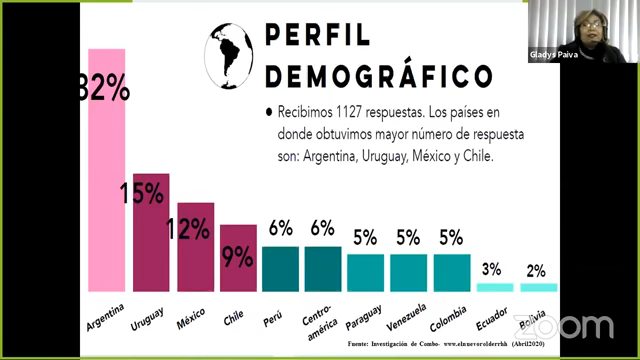 PERFIL
DEMOGRÁFICO
Gladys Paiva
● Recibimos 1127 respuestas. Los países en
donde obtuvimos mayor número de respuesta
son: Argentina, Uruguay, México y Chile.
32%
15%
12%
9%
6%
6%
5%
5%
5%
3%
2%
Argentina
Uruguay
México
Chile
Perú
Centro-
américa
Paraguay
Venezuela
Colombia
Ecuador
Bolivia
zoom
Fuente: Investigación de Combo- www.elnuevorolderrhh (Abril2020)